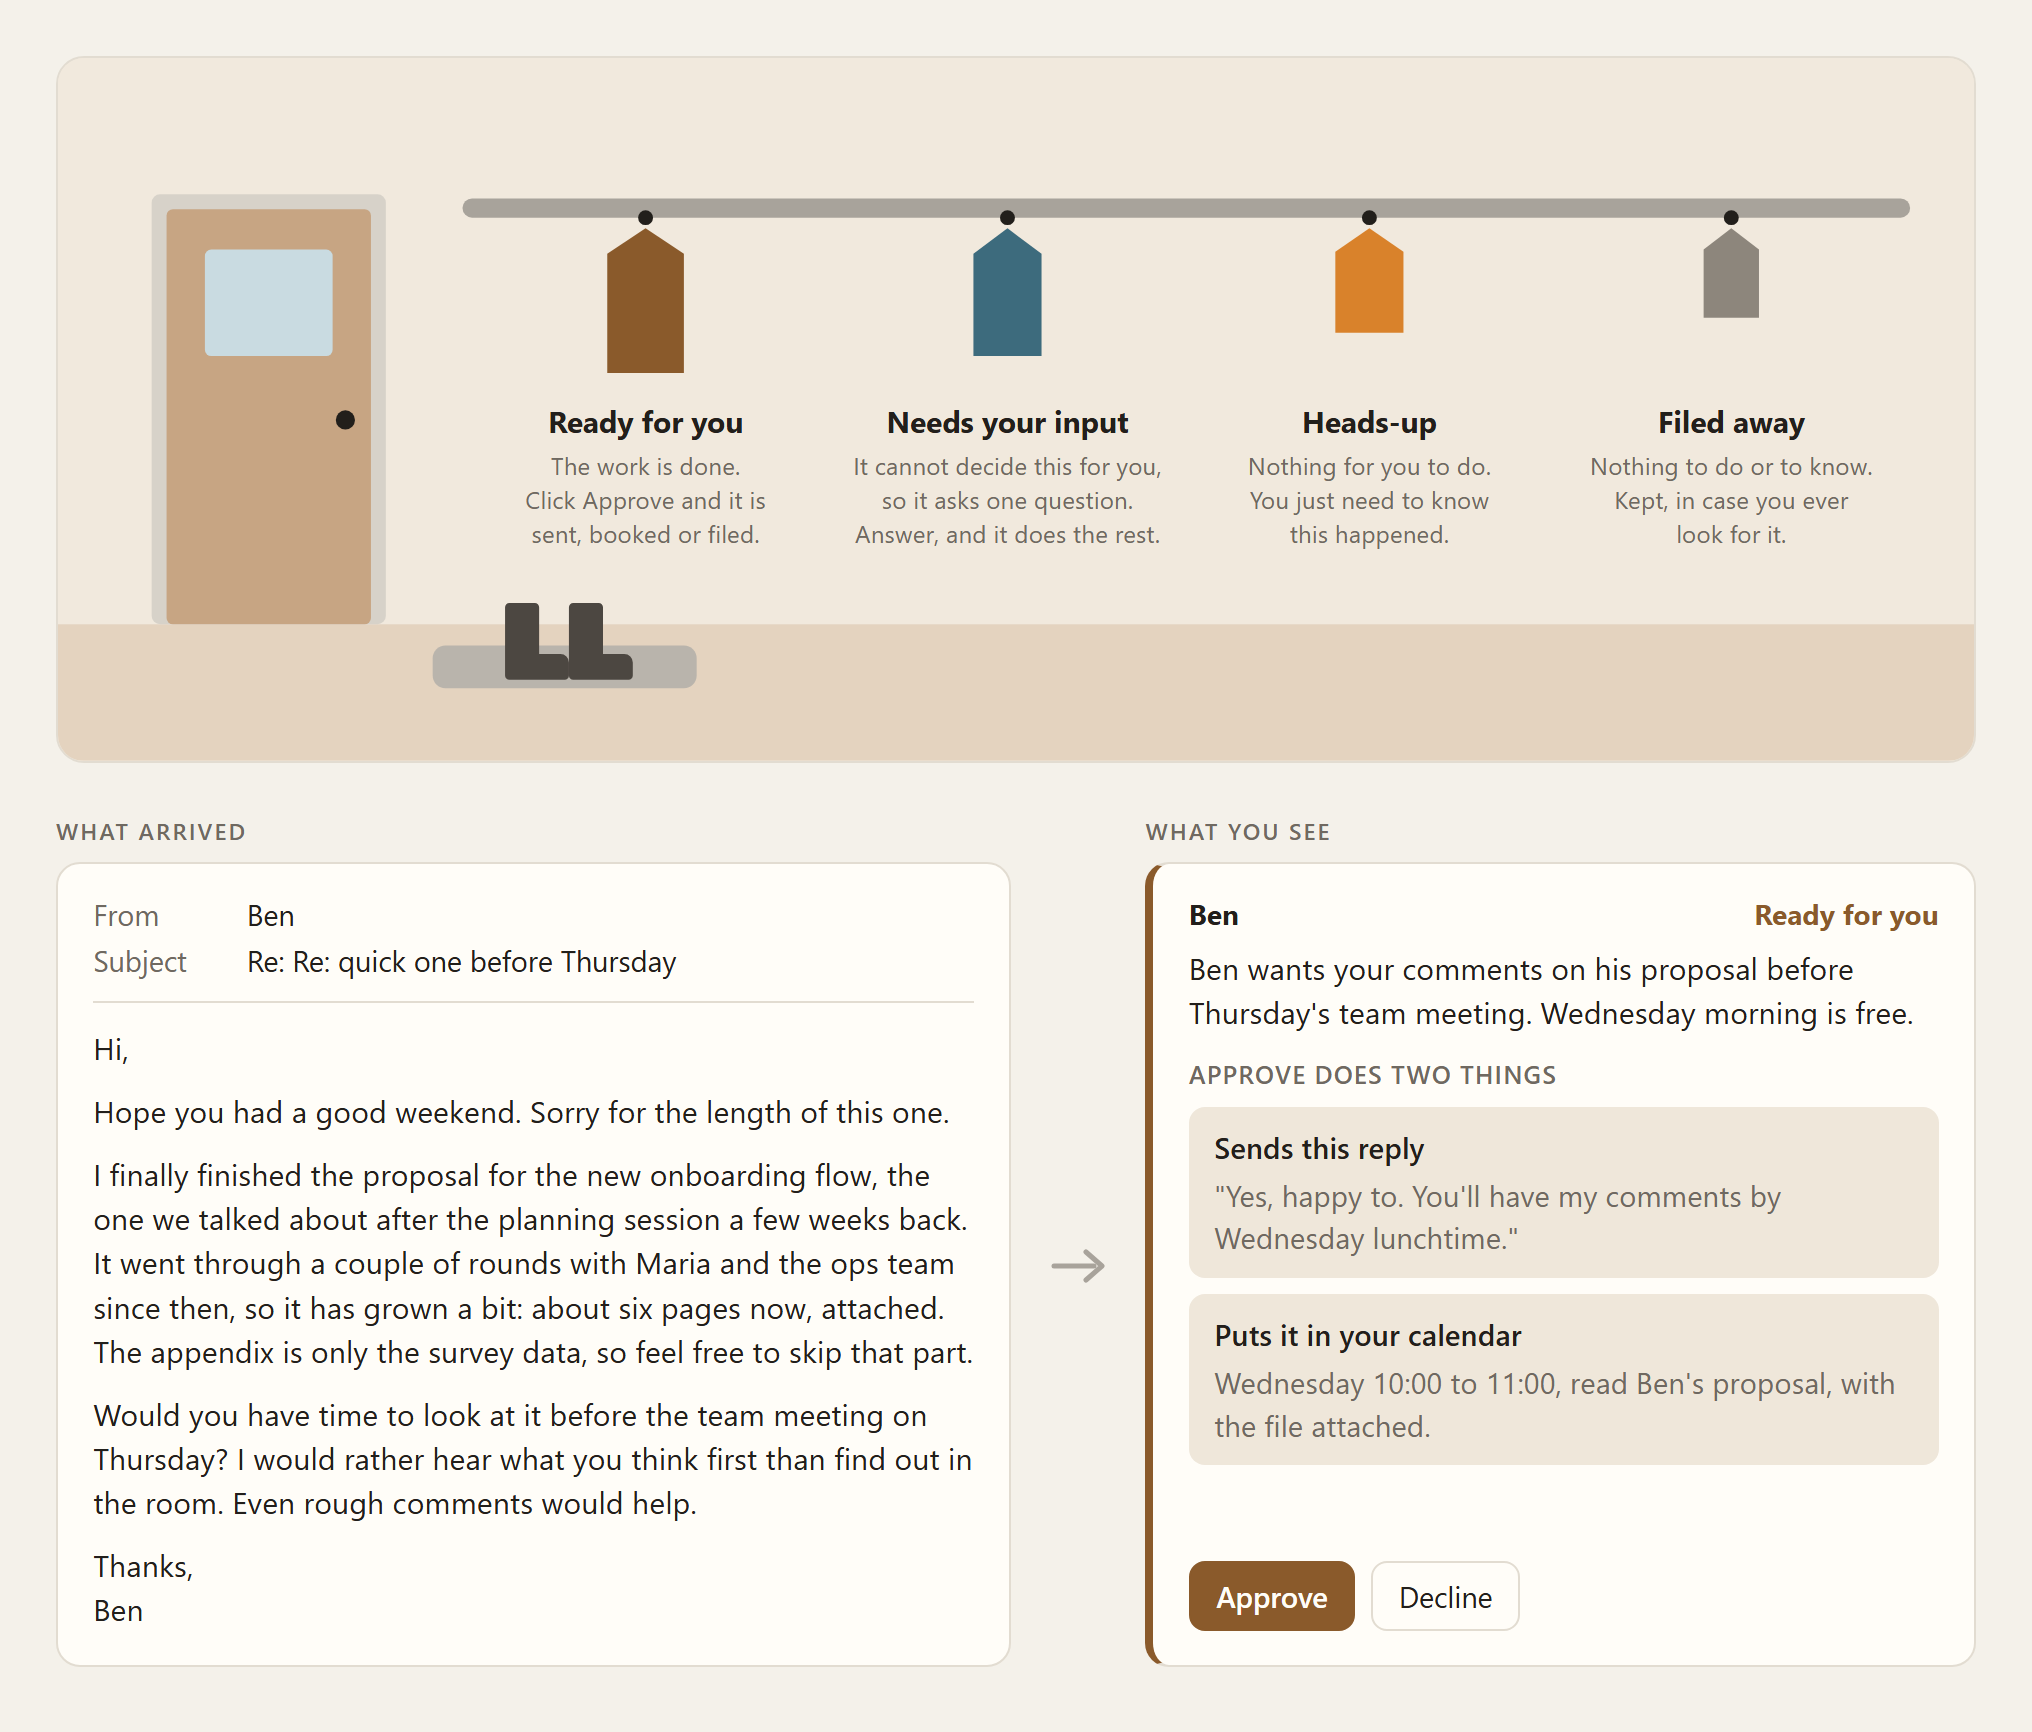 Ready for you
The work is done.
Click Approve and it is
sent, booked or filed.
Needs your input
It cannot decide this for you,
so it asks one question.
Answer, and it does the rest.
Heads-up
Nothing for you to do.
You just need to know
this happened.
Filed away
Nothing to do or to know.
Kept, in case you ever
look for it.
WHAT ARRIVED
From Ben
Subject Re: Re: quick one before Thursday
Hi,
Hope you had a good weekend. Sorry for the length of this one.
I finally finished the proposal for the new onboarding flow, the
one we talked about after the planning session a few weeks back.
It went through a couple of rounds with Maria and the ops team
since then, so it has grown a bit: about six pages now, attached.
The appendix is only the survey data, so feel free to skip that part.
Would you have time to look at it before the team meeting on
Thursday? I would rather hear what you think first than find out in
the room. Even rough comments would help.
Thanks,
Ben
WHAT YOU SEE
Ben Ready for you
Ben wants your comments on his proposal before
Thursday's team meeting. Wednesday morning is free.
APPROVE DOES TWO THINGS
Sends this reply
"Yes, happy to. You'll have my comments by
Wednesday lunchtime."
Puts it in your calendar
Wednesday 10:00 to 11:00, read Ben's proposal, with
the file attached.
Approve Decline